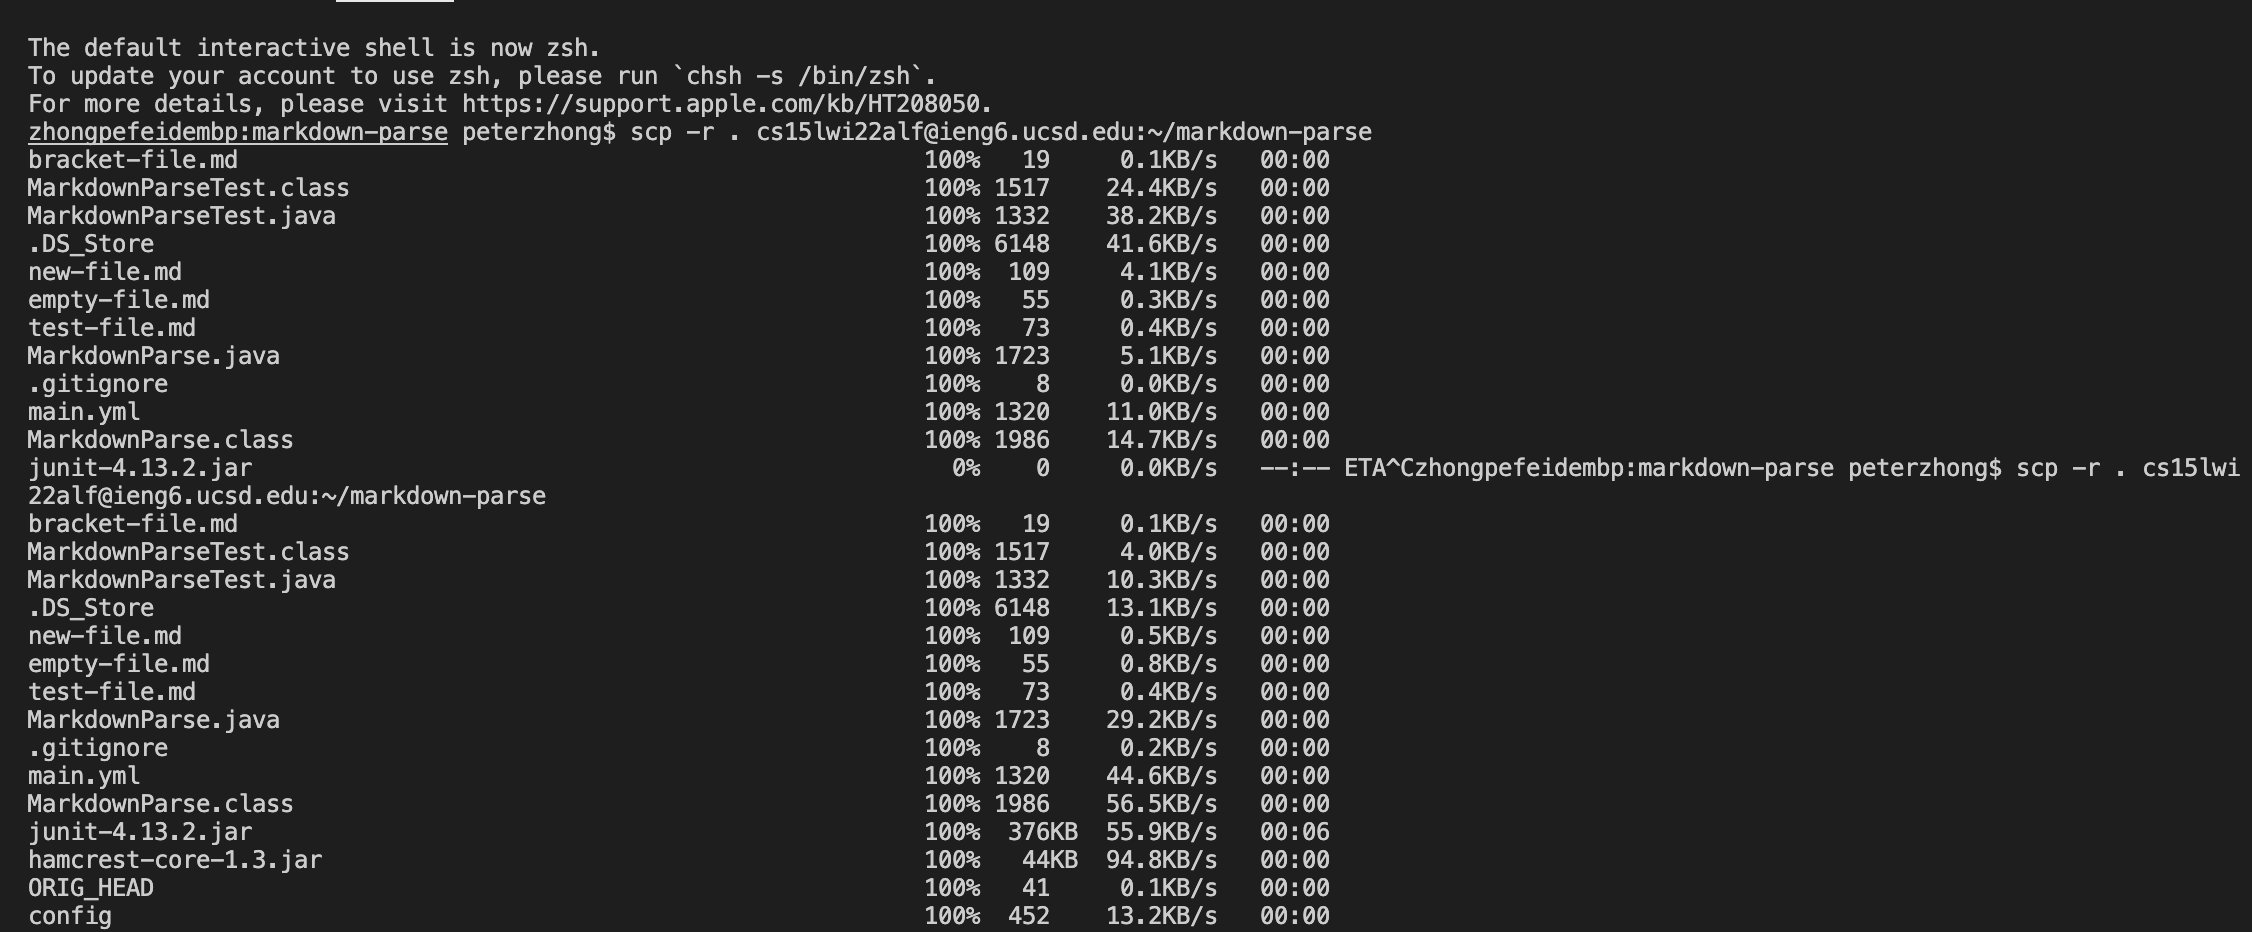 The default interactive shell is now zsh.
To update your account to use zsh, please run `chsh -s /bin/zsh`.
For more details, please visit https://support.apple.com/kb/HT208050.
zhongpefeidembp:markdown-parse peterzhong$ scp -r . cs15lwi22alf@ieng6.ucsd.edu:~/markdown-parse
bracket-file.md 100% 19 0.1KB/s 00:00
MarkdownParseTest.class 100% 1517 24.4KB/s 00:00
MarkdownParseTest.java 100% 1332 38.2KB/s 00:00
.DS_Store 100% 6148 41.6KB/s 00:00
new-file.md 100% 109 4.1KB/s 00:00
empty-file.md 100% 55 0.3KB/s 00:00
test-file.md 100% 73 0.4KB/s 00:00
MarkdownParse.java 100% 1723 5.1KB/s 00:00
.gitignore 100% 8 0.0KB/s 00:00
main.yml 100% 1320 11.0KB/s 00:00
MarkdownParse.class 100% 1986 14.7KB/s 00:00
junit-4.13.2.jar 0% 0 0.0KB/s --:-- ETA^Czhongpefeidembp:markdown-parse peterzhong$ scp -r . cs15lwi
22alf@ieng6.ucsd.edu:~/markdown-parse
bracket-file.md 100% 19 0.1KB/s 00:00
MarkdownParseTest.class 100% 1517 4.0KB/s 00:00
MarkdownParseTest.java 100% 1332 10.3KB/s 00:00
.DS_Store 100% 6148 13.1KB/s 00:00
new-file.md 100% 109 0.5KB/s 00:00
empty-file.md 100% 55 0.8KB/s 00:00
test-file.md 100% 73 0.4KB/s 00:00
MarkdownParse.java 100% 1723 29.2KB/s 00:00
.gitignore 100% 8 0.2KB/s 00:00
main.yml 100% 1320 44.6KB/s 00:00
MarkdownParse.class 100% 1986 56.5KB/s 00:00
junit-4.13.2.jar 100% 376KB 55.9KB/s 00:06
hamcrest-core-1.3.jar 100% 44KB 94.8KB/s 00:00
ORIG_HEAD 100% 41 0.1KB/s 00:00
config 100% 452 13.2KB/s 00:00